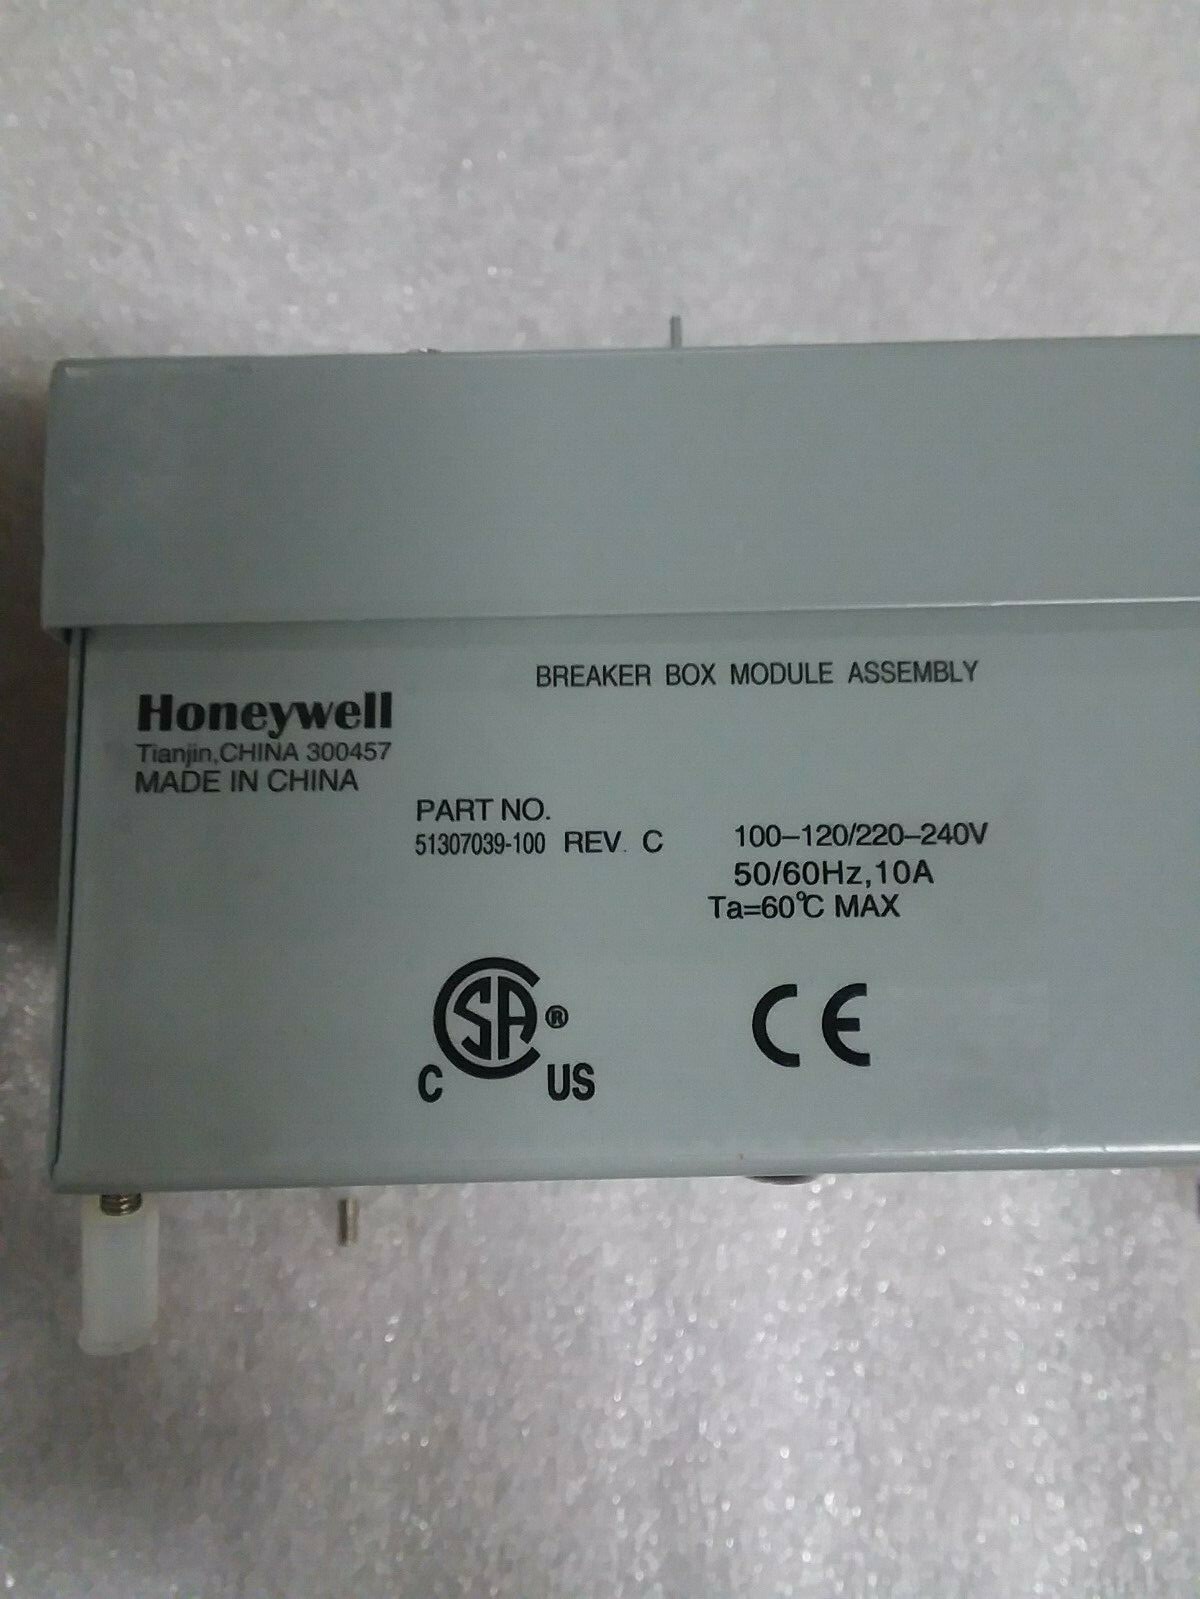 BREAKER BOX MODULE ASSEMBLY
Honeywell
Tianjin,CHINA 300457
MADE IN CHINA
PART NO.
51307039-100 REV. C
100–120/220–240V
50/60Hz,10A
Ta=60℃ MAX
SA®
C US
CE